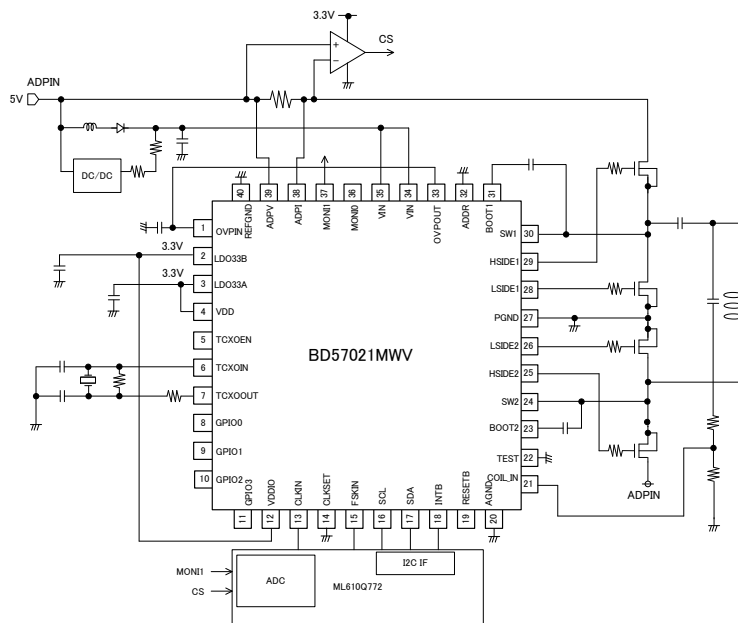 3.3V
CS
ADPIN
5V
DC/DC
40 39 38 37 36 35 34 33 32 31
REFGND ADPV ADPI MONI1 MONI0 VIN VIN OVPOUT ADDR BOOT1
1 OVPIN
3.3V
2 LDO33B
3.3V
3 LDO33A
4 VDD
5 TCXOEN
6 TCXOIN
7 TCXOOUT
8 GPIO0
9 GPIO1
10 GPIO2
BD57021MWV
SW1 30
HSIDE1 29
LSIDE1 28
PGND 27
LSIDE2 26
HSIDE2 25
SW2 24
BOOT2 23
TEST 22
COIL_IN 21
ADPIN
GPIO3 VDDIO CLKIN CLKSET FSKIN SCL SDA INTB RESETB AGND
11 12 13 14 15 16 17 18 19 20
MONI1
CS
ADC
I2C IF
ML610Q772